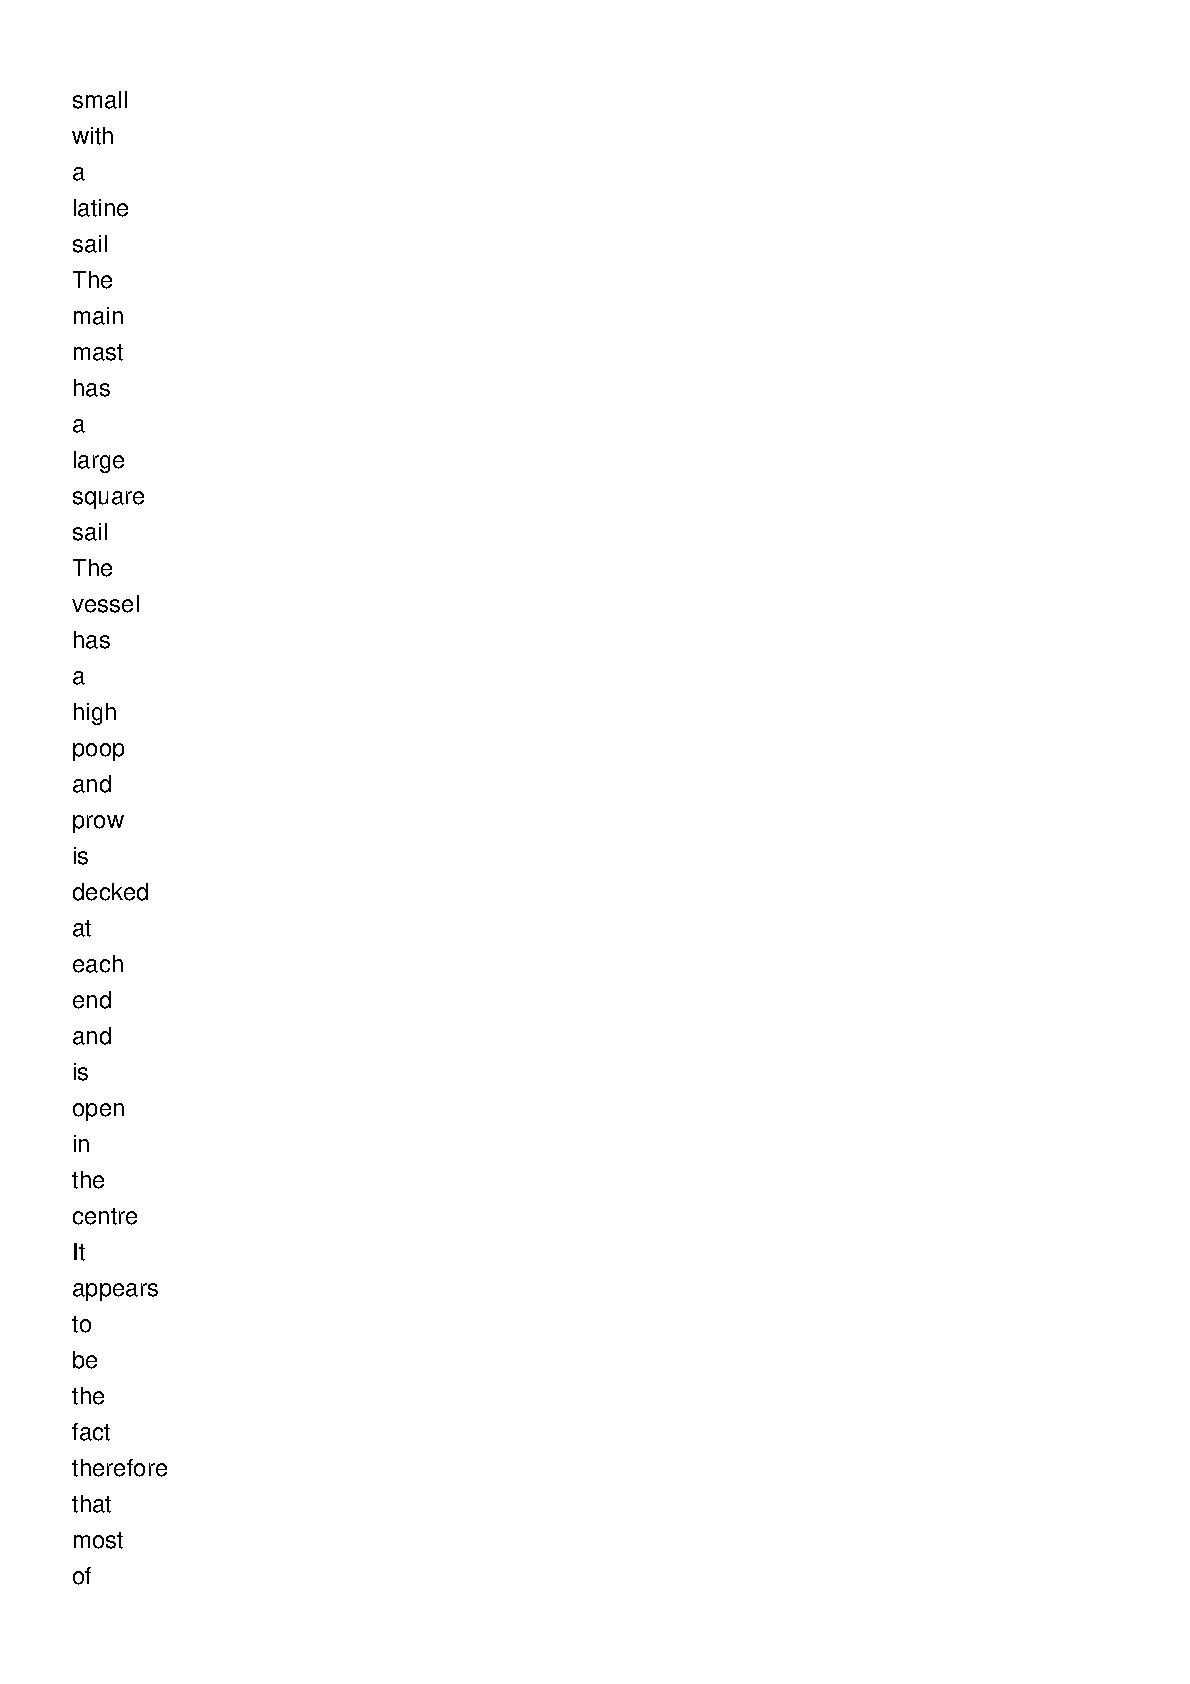 small
with
a
latine
sail
The
main
mast
has
a
large
square
sail
The
vessel
has
a
high
poop
and
prow
is
decked
at
each
end
and
is
open
in
the
centre
It
appears
to
be
the
fact
therefore
that
most
of